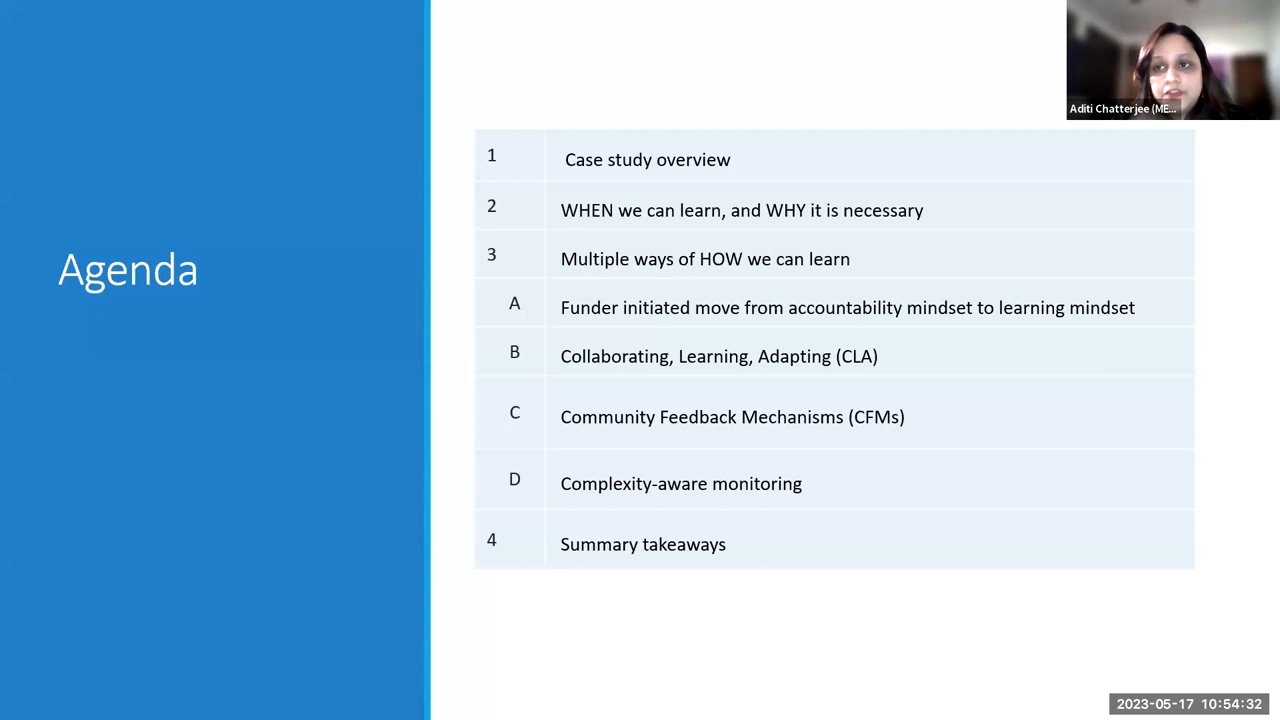 Aditi Chatterjee (ME...
Agenda
1 Case study overview
2 WHEN we can learn, and WHY it is necessary
3 Multiple ways of HOW we can learn
A Funder initiated move from accountability mindset to learning mindset
B Collaborating, Learning, Adapting (CLA)
C Community Feedback Mechanisms (CFMs)
D Complexity-aware monitoring
4 Summary takeaways
2023-05-17 10:54:32